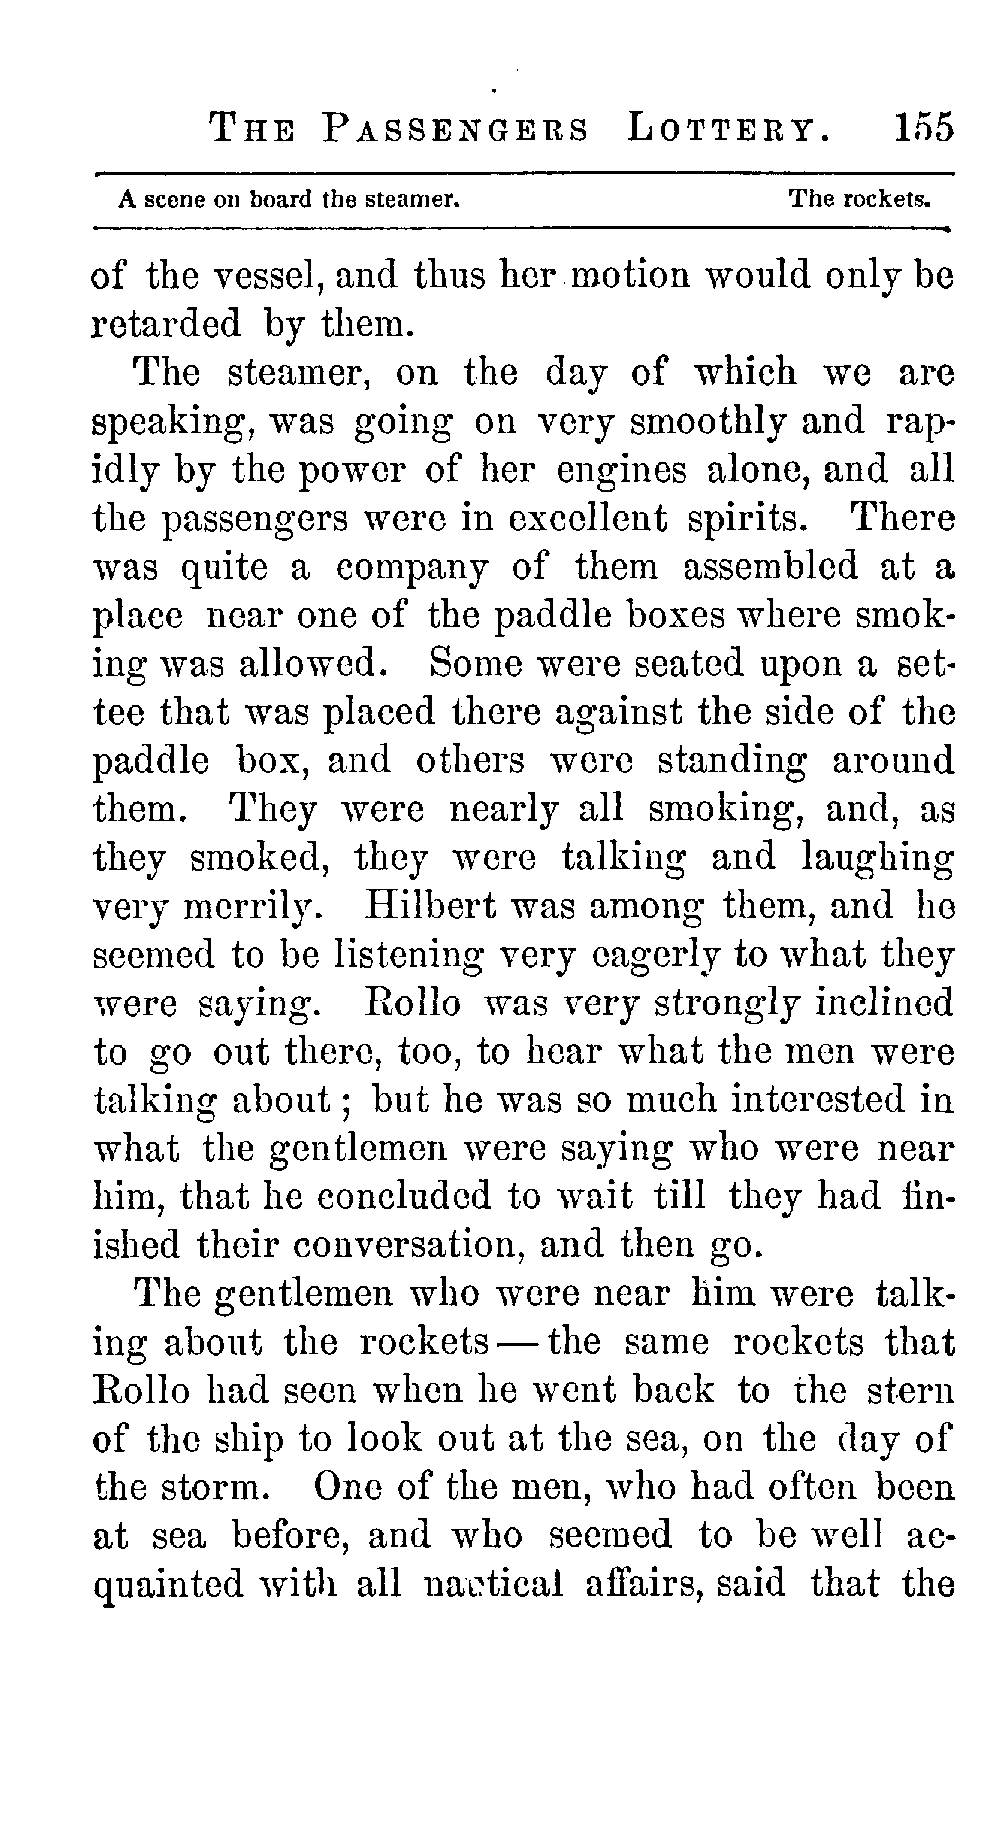 THE PASSENGERS LOTTERY. 155
A scene on board the steamer. The rockets.
of the vessel, and thus her motion would only be
retarded by them.
The steamer, on the day of which we are
speaking, was going on very smoothly and rap-
idly by the power of her engines alone, and all
the passengers were in excellent spirits. There
was quite a company of them assembled at a
place near one of the paddle boxes where smok-
ing was allowed. Some were seated upon a set-
tee that was placed there against the side of the
paddle box, and others were standing around
them. They were nearly all smoking, and, as
they smoked, they were talking and laughing
very merrily. Hilbert was among them, and he
seemed to be listening very eagerly to what they
were saying. Rollo was very strongly inclined
to go out there, too, to hear what the men were
talking about; but he was so much interested in
what the gentlemen were saying who were near
him, that he concluded to wait till they had fin-
ished their conversation, and then go.
The gentlemen who were near him were talk-
ing about the rockets—the same rockets that
Rollo had seen when he went back to the stern
of the ship to look out at the sea, on the day of
the storm. One of the men, who had often been
at sea before, and who seemed to be well ac-
quainted with all nautical affairs, said that the